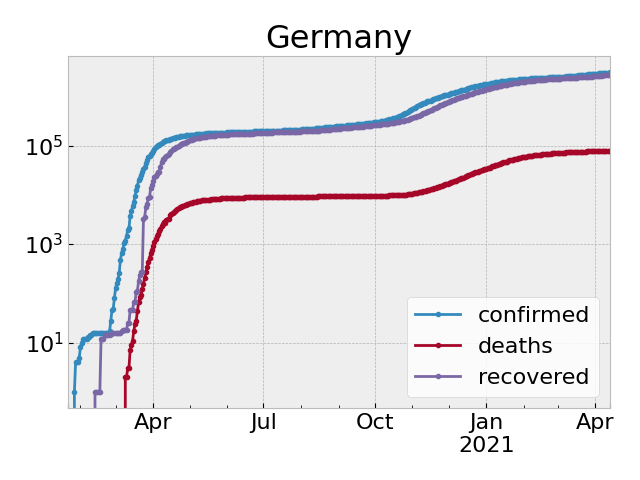 Germany
10^5
10^3
10^1
confirmed
deaths
recovered
Apr Jul Oct Jan Apr
2021